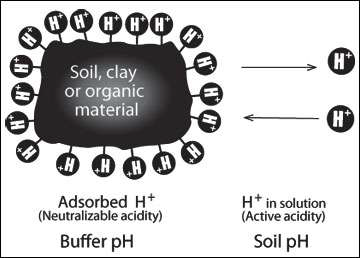 H+ H+ H+ H+ H+ H+ H+
H+ H+
H+ H+
H+ H+
H+ H+ H+ H+ H+ H+
Soil, clay
or organic
material
H+
H+
Adsorbed H+
(Neutralizable acidity)
Buffer pH
H+ in solution
(Active acidity)
Soil pH